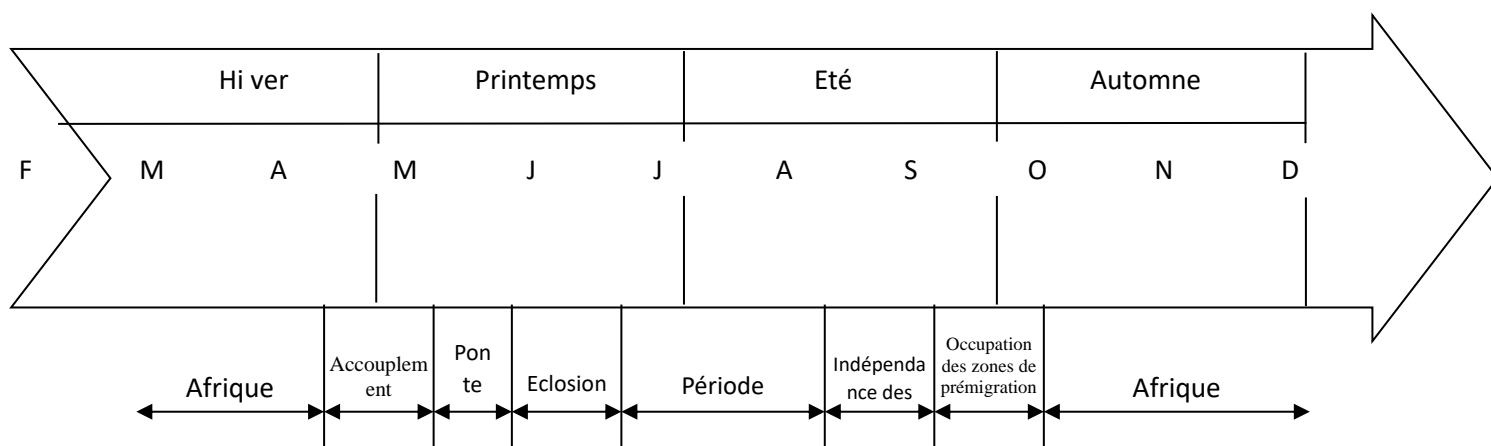 Hi ver Printemps Eté Automne
F M A M J J A S O N D
Afrique
Accouplem
ent
Pon
te
Eclosion
Période
Indépenda
nce des
Occupation
des zones de
prémigration
Afrique